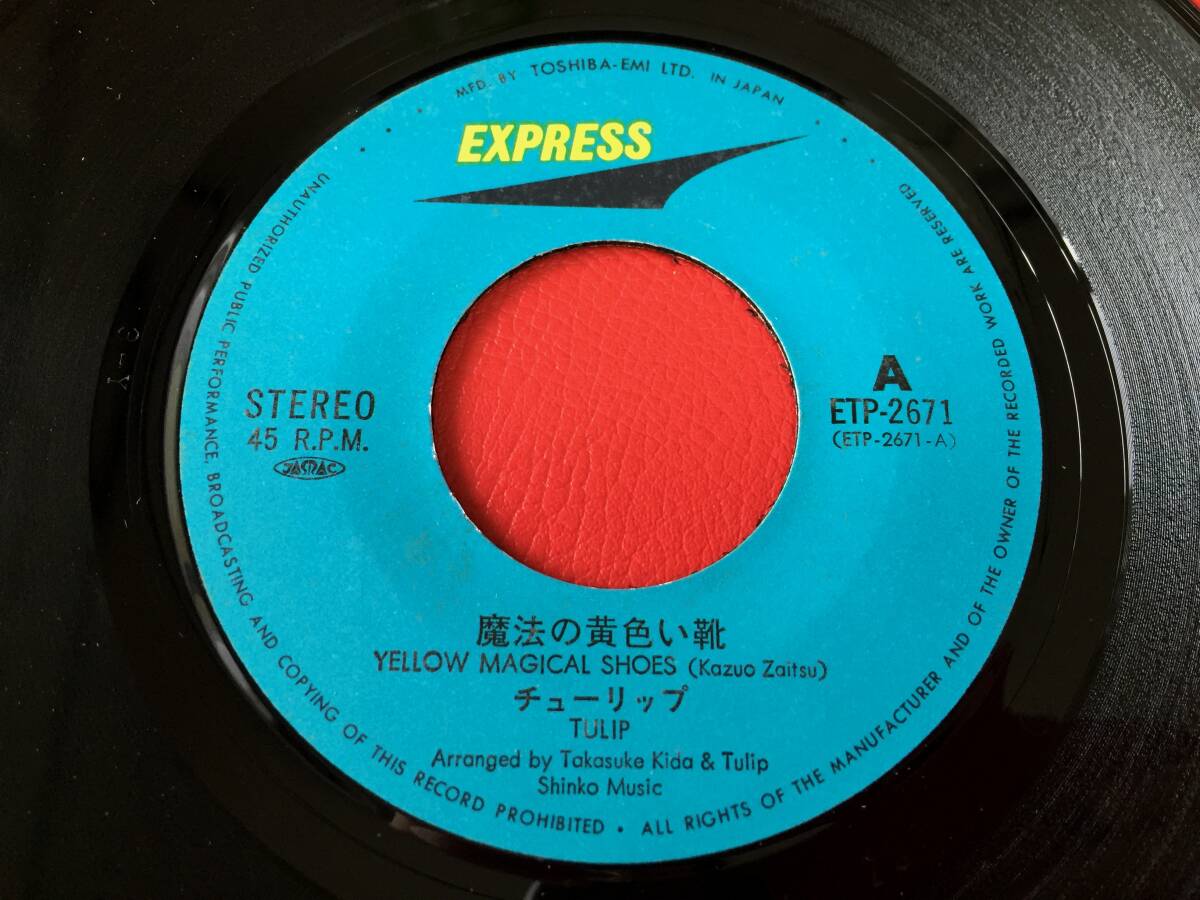 MFD. BY TOSHIBA-EMI LTD. IN JAPAN
EXPRESS
STEREO
45 R.P.M.
JASRAC
A
ETP-2671
(ETP-2671-A)
魔法の黄色い靴
YELLOW MAGICAL SHOES (Kazuo Zaitsu)
チューリップ
TULIP
Arranged by Takasuke Kida & Tulip
Shinko Music
UNAUTHORIZED PUBLIC PERFORMANCE, BROADCASTING AND COPYING OF THIS RECORD PROHIBITED • ALL RIGHTS OF THE MANUFACTURER AND OF THE OWNER OF THE RECORDED WORK ARE RESERVED